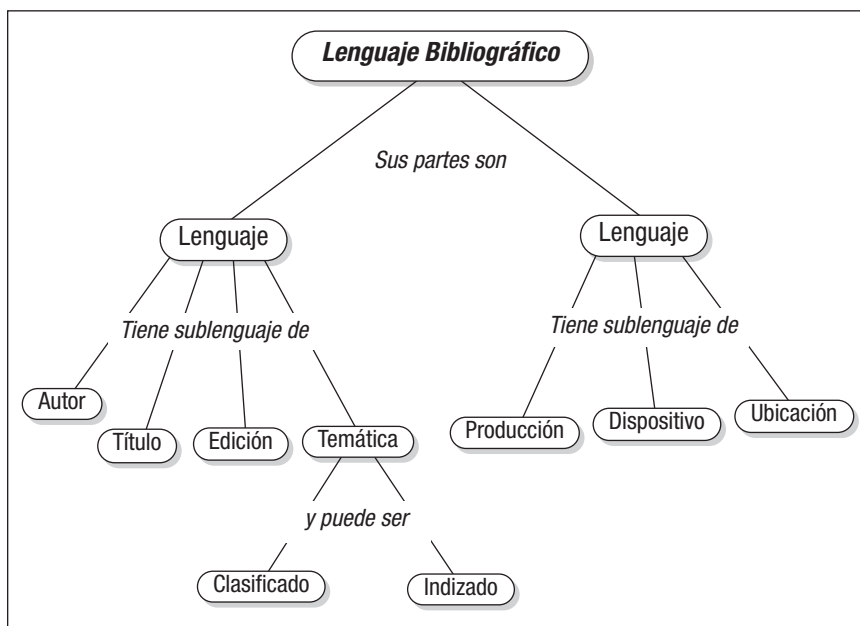 Lenguaje Bibliográfico
Sus partes son
Lenguaje
Lenguaje
Tiene sublenguaje de
Tiene sublenguaje de
Autor
Título
Edición
Temática
Producción
Dispositivo
Ubicación
y puede ser
Clasificado
Indizado